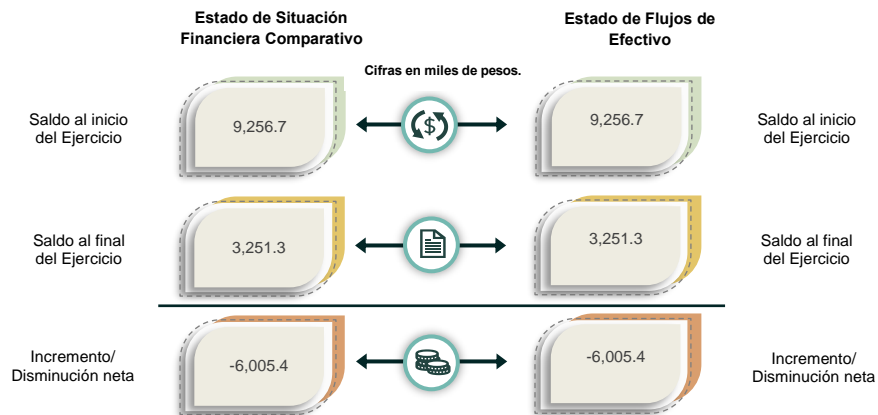 Estado de Situación
Financiera Comparativo
Estado de Flujos de
Efectivo
Cifras en miles de pesos.
Saldo al inicio
del Ejercicio
9,256.7
$
9,256.7
Saldo al inicio
del Ejercicio
Saldo al final
del Ejercicio
3,251.3
3,251.3
Saldo al final
del Ejercicio
Incremento/
Disminución neta
-6,005.4
-6,005.4
Incremento/
Disminución neta